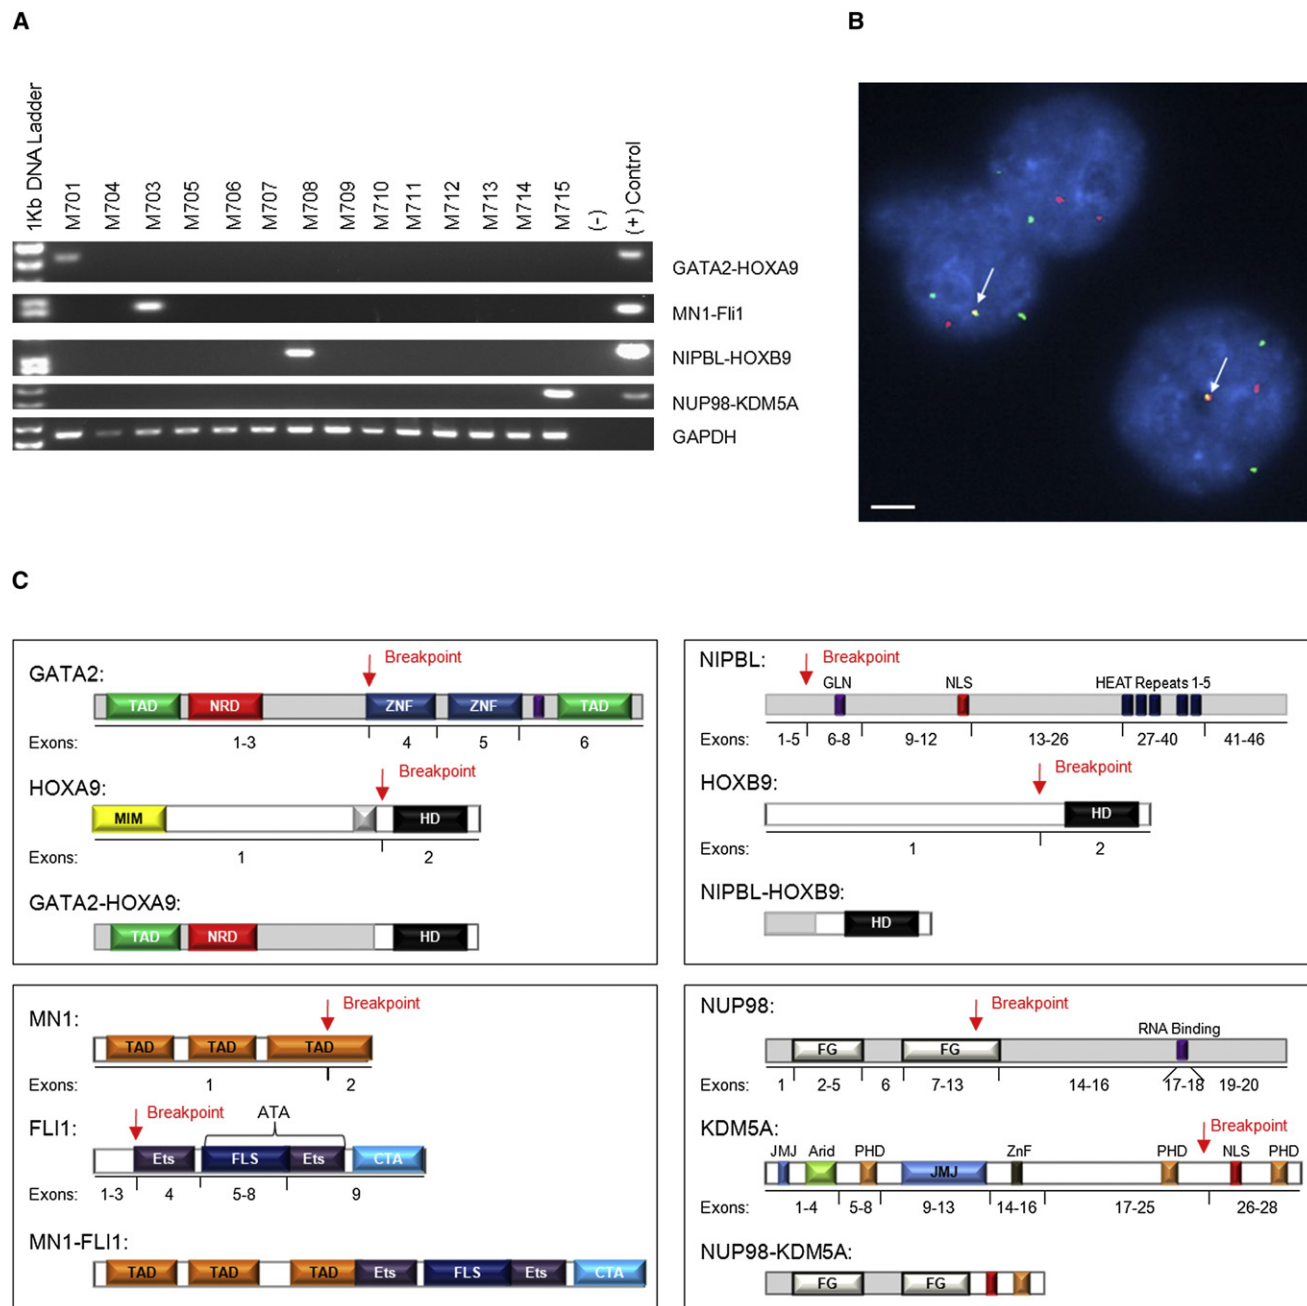 A
B
1Kb DNA Ladder
M701
M704
M703
M705
M706
M707
M708
M709
M710
M711
M712
M713
M714
M715
(-)
(+) Control
GATA2-HOXA9
MN1-Fli1
NIPBL-HOXB9
NUP98-KDM5A
GAPDH
C
GATA2:
Breakpoint
TAD NRD ZNF ZNF TAD
Exons: 1-3 4 5 6
HOXA9:
Breakpoint
MIM HD
Exons: 1 2
GATA2-HOXA9:
TAD NRD HD
NIPBL:
Breakpoint
GLN NLS HEAT Repeats 1-5
Exons: 1-5 6-8 9-12 13-26 27-40 41-46
HOXB9:
Breakpoint
HD
Exons: 1 2
NIPBL-HOXB9:
HD
MN1:
Breakpoint
TAD TAD TAD
Exons: 1 2
FLI1:
Breakpoint ATA
Ets FLS Ets CTA
Exons: 1-3 4 5-8 9
MN1-FLI1:
TAD TAD TAD Ets FLS Ets CTA
NUP98:
Breakpoint
RNA Binding
FG FG
Exons: 1 2-5 6 7-13 14-16 17-18 19-20
KDM5A:
Breakpoint
JMJ Arid PHD ZnF PHD NLS PHD
JMJ
Exons: 1-4 5-8 9-13 14-16 17-25 26-28
NUP98-KDM5A:
FG FG